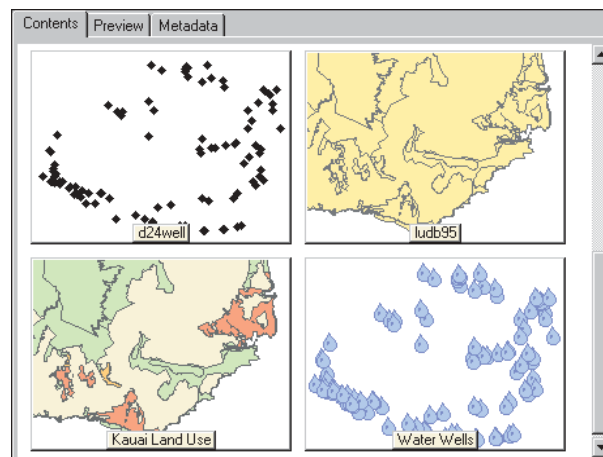 Contents Preview Metadata
d24well ludb95
Kauai Land Use Water Wells